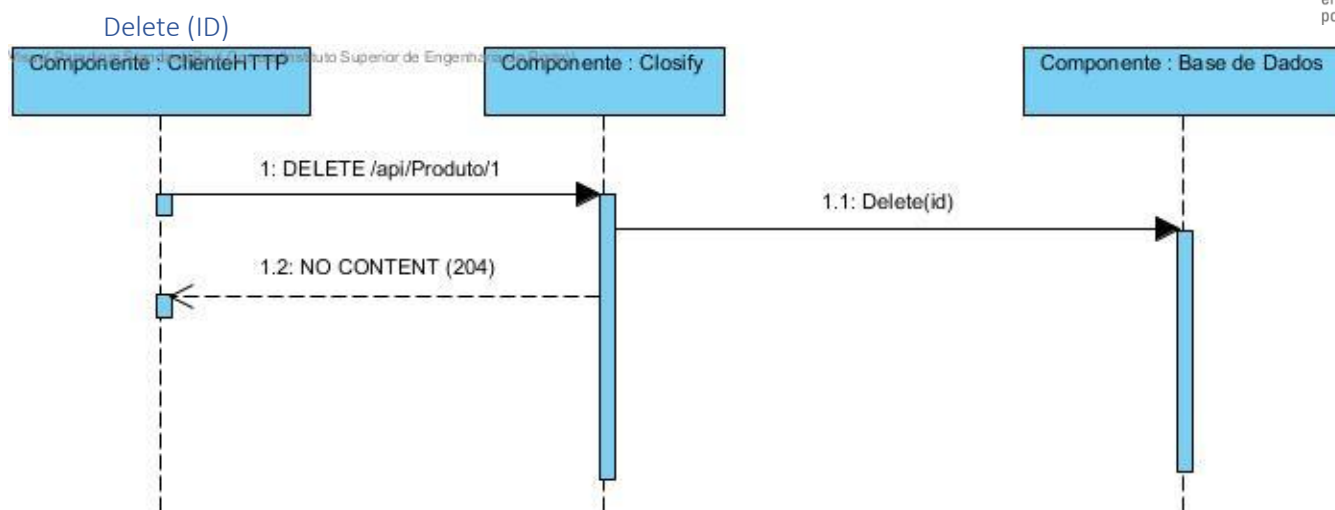 Delete (ID)
Componente : ClienteHTTP
Componente : Closify
Componente : Base de Dados
1: DELETE /api/Produto/1
1.1: Delete(id)
1.2: NO CONTENT (204)